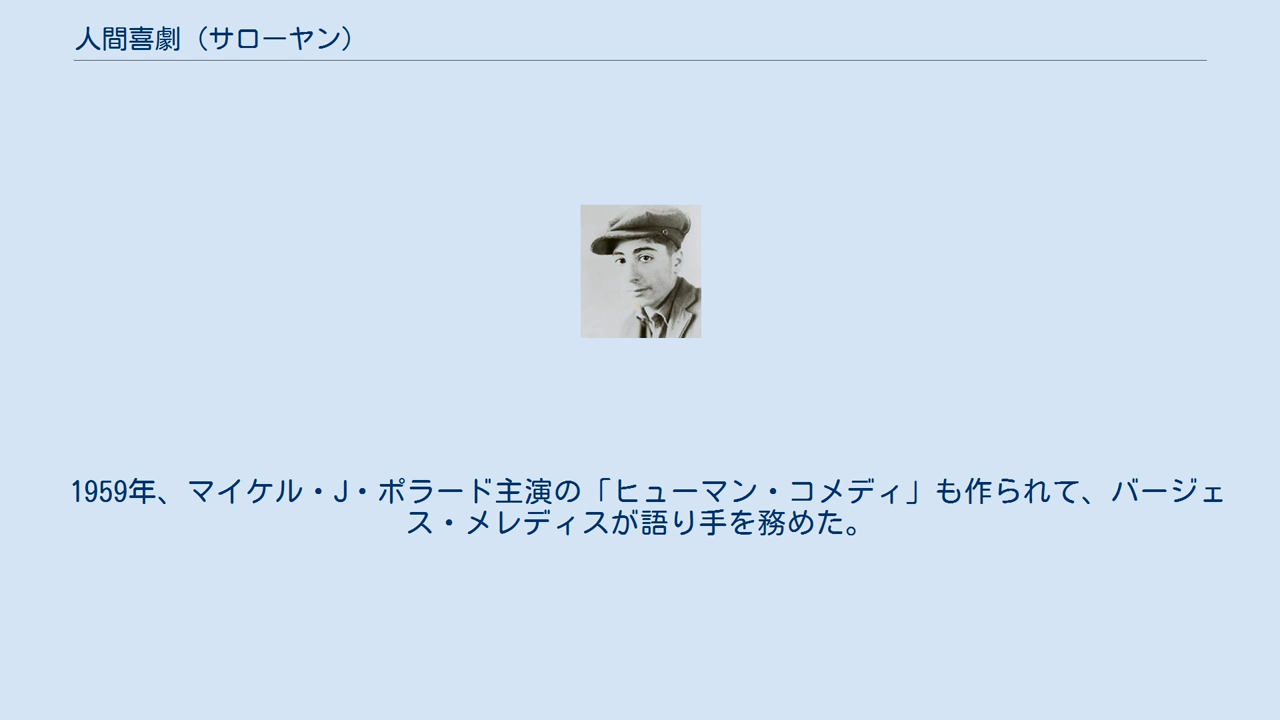 人間喜劇（サローヤン）
1959年、マイケル・J・ポラード主演の「ヒューマン・コメディ」も作られて、バージェ
ス・メレディスが語り手を務めた。